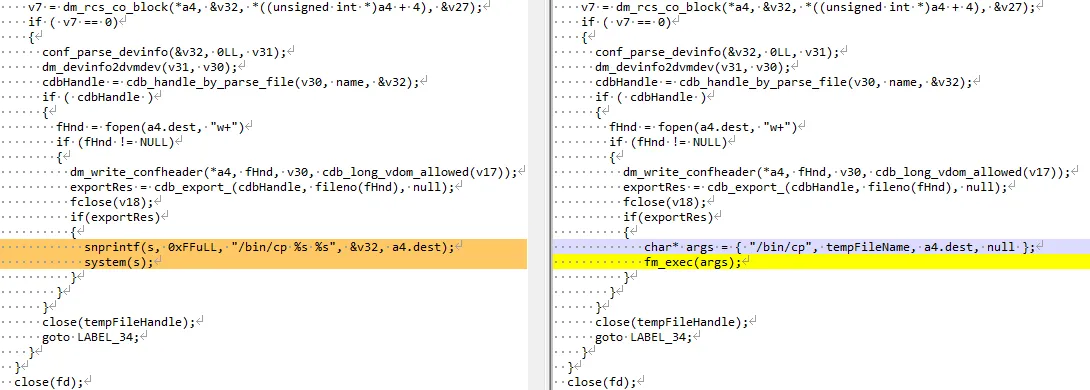 v7 = dm_rcs_co_block(*a4, &v32, *((unsigned int *)a4 + 4), &v27);
if ( v7 == 0)
{
conf_parse_devinfo(&v32, 0LL, v31);
dm_devinfo2dvmdev(v31, v30);
cdbHandle = cdb_handle_by_parse_file(v30, name, &v32);
if ( cdbHandle )
{
fHnd = fopen(a4.dest, "w+")
if (fHnd != NULL)
{
dm_write_confheader(*a4, fHnd, v30, cdb_long_vdom_allowed(v17));
exportRes = cdb_export_(cdbHandle, fileno(fHnd), null);
fclose(v18);
if(exportRes)
{
snprintf(s, 0xFFuLL, "/bin/cp %s %s", &v32, a4.dest);
system(s);
}
}
}
close(tempFileHandle);
goto LABEL_34;
}
}
close(fd);
v7 = dm_rcs_co_block(*a4, &v32, *((unsigned int *)a4 + 4), &v27);
if ( v7 == 0)
{
conf_parse_devinfo(&v32, 0LL, v31);
dm_devinfo2dvmdev(v31, v30);
cdbHandle = cdb_handle_by_parse_file(v30, name, &v32);
if ( cdbHandle )
{
fHnd = fopen(a4.dest, "w+")
if (fHnd != NULL)
{
dm_write_confheader(*a4, fHnd, v30, cdb_long_vdom_allowed(v17));
exportRes = cdb_export_(cdbHandle, fileno(fHnd), null);
fclose(v18);
if(exportRes)
{
char* args = { "/bin/cp", tempFileName, a4.dest, null };
fm_exec(args);
}
}
}
close(tempFileHandle);
goto LABEL_34;
}
}
close(fd);